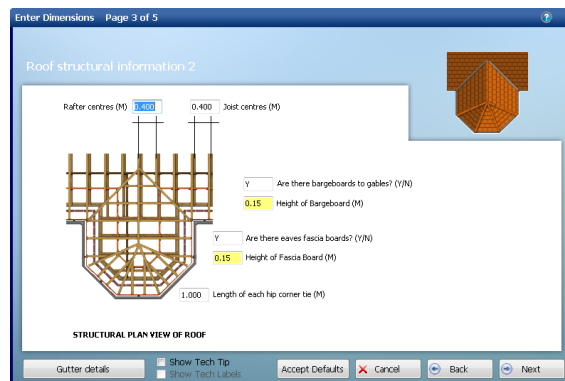 Enter Dimensions Page 3 of 5 ?
Roof structural information 2
Rafter centres (M) 0.400 0.400 Joist centres (M)
Y Are there bargeboards to gables? (Y/N)
0.15 Height of Bargeboard (M)
Y Are there eaves fascia boards? (Y/N)
0.15 Height of Fascia Board (M)
1.000 Length of each hip corner tie (M)
STRUCTURAL PLAN VIEW OF ROOF
Gutter details
Show Tech Tip
Show Tech Labels
Accept Defaults Cancel Back Next